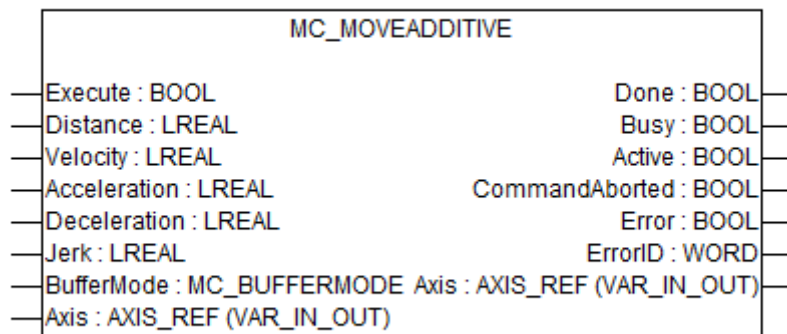 MC_MOVEADDITIVE
Execute : BOOL Done : BOOL
Distance : LREAL Busy : BOOL
Velocity : LREAL Active : BOOL
Acceleration : LREAL CommandAborted : BOOL
Deceleration : LREAL Error : BOOL
Jerk : LREAL ErrorID : WORD
BufferMode : MC_BUFFERMODE Axis : AXIS_REF (VAR_IN_OUT)
Axis : AXIS_REF (VAR_IN_OUT)